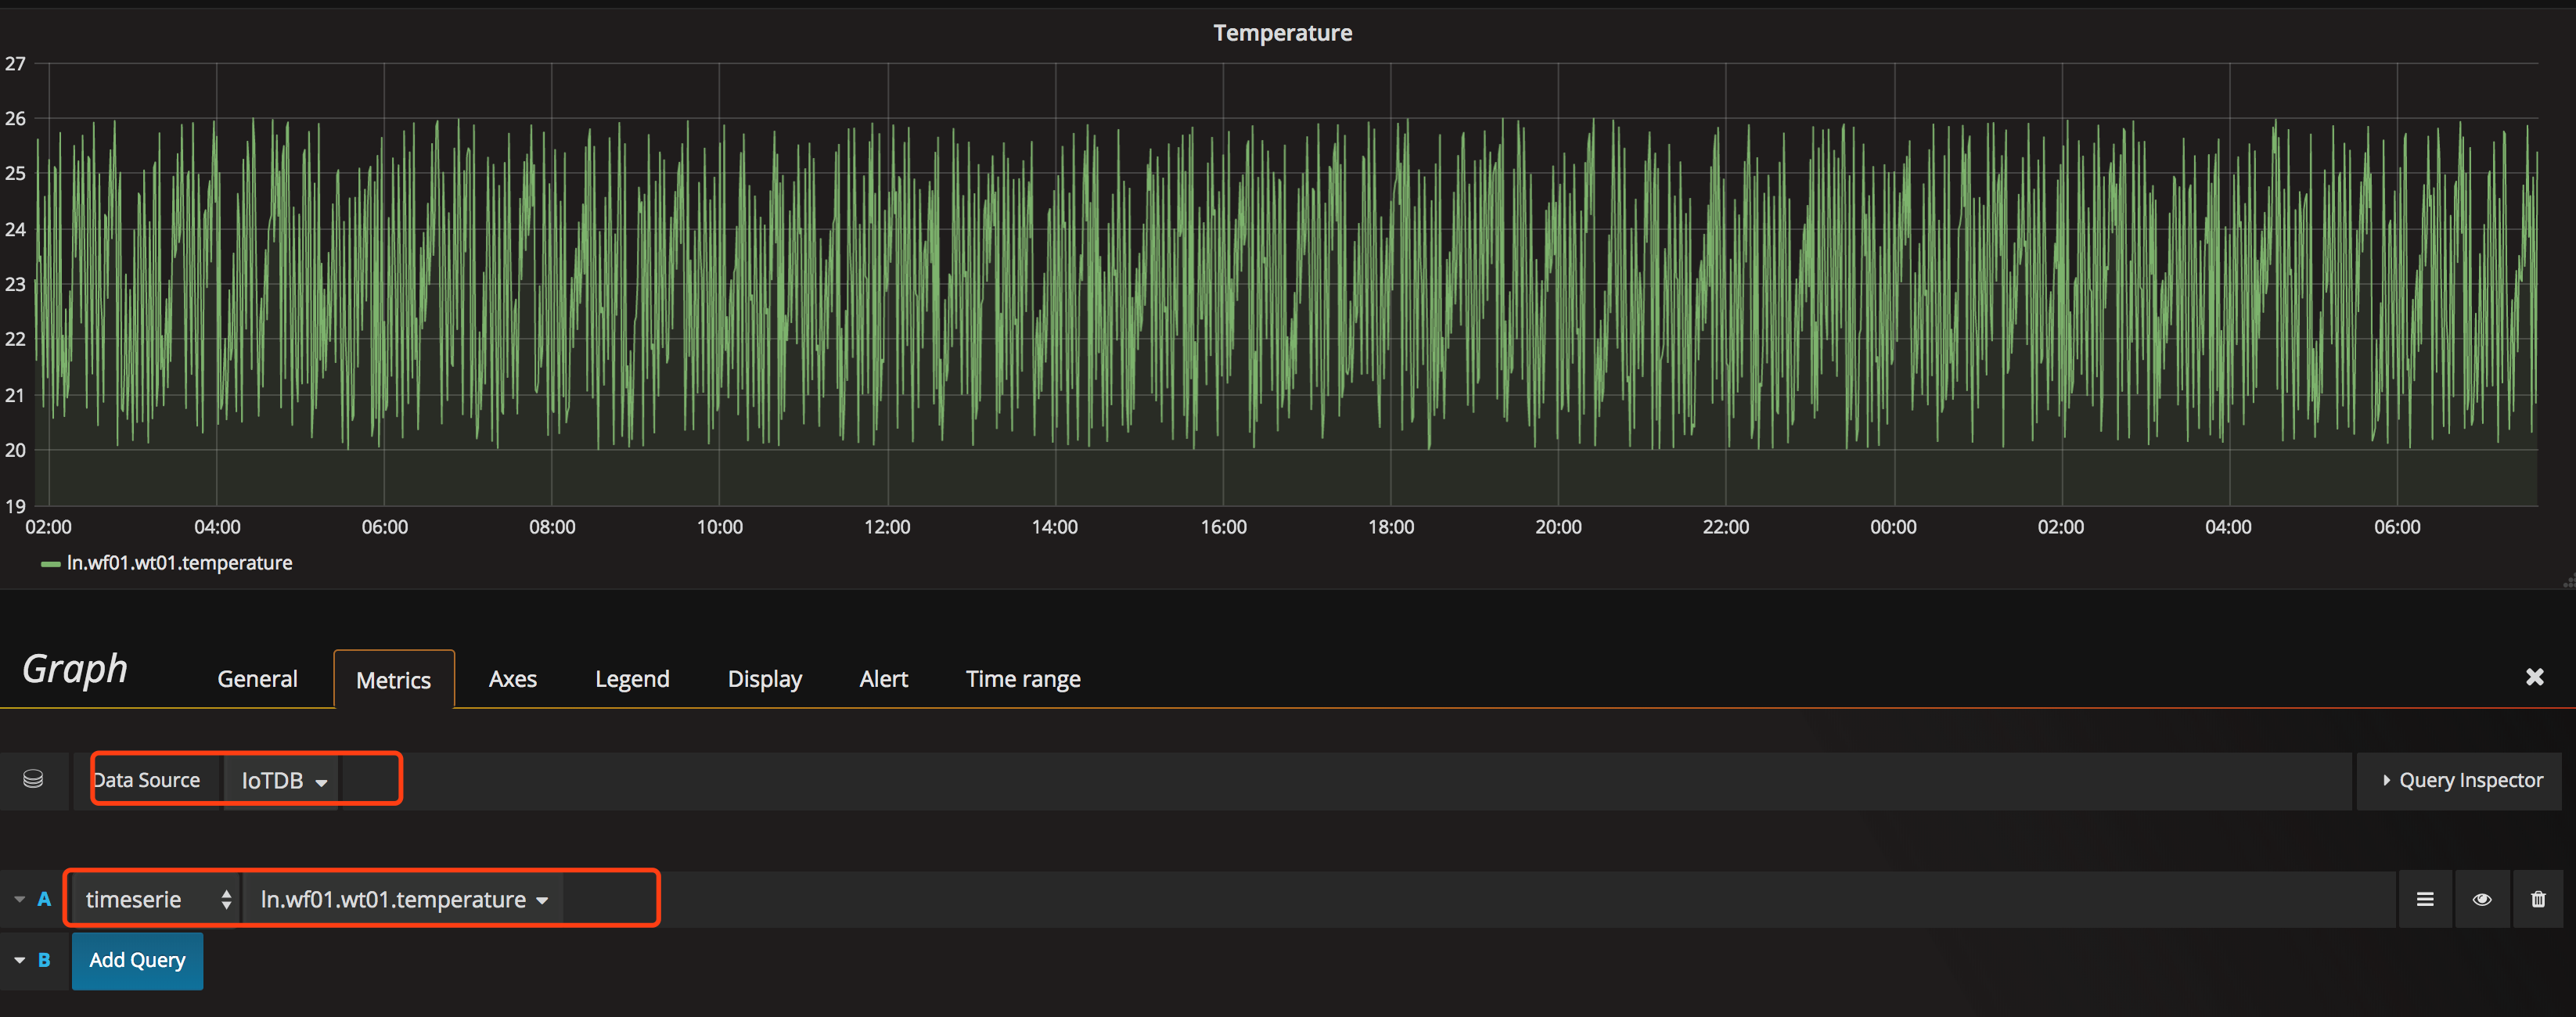 Temperature
27
26
25
24
23
22
21
20
19
02:00 04:00 06:00 08:00 10:00 12:00 14:00 16:00 18:00 20:00 22:00 00:00 02:00 04:00 06:00
ln.wf01.wt01.temperature
Graph General Metrics Axes Legend Display Alert Time range
Data Source IoTDB Query Inspector
A timeserie ln.wf01.wt01.temperature
B Add Query